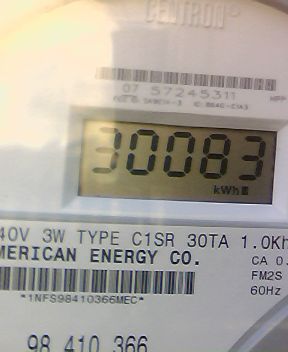 CENTRON®
07 57245311
30083
kWh
40V 3W TYPE C1SR 30TA 1.0Kh
MERICAN ENERGY CO.
CA 0.
FM2S
60Hz
*1NFS98410366MEC*
98 410 366